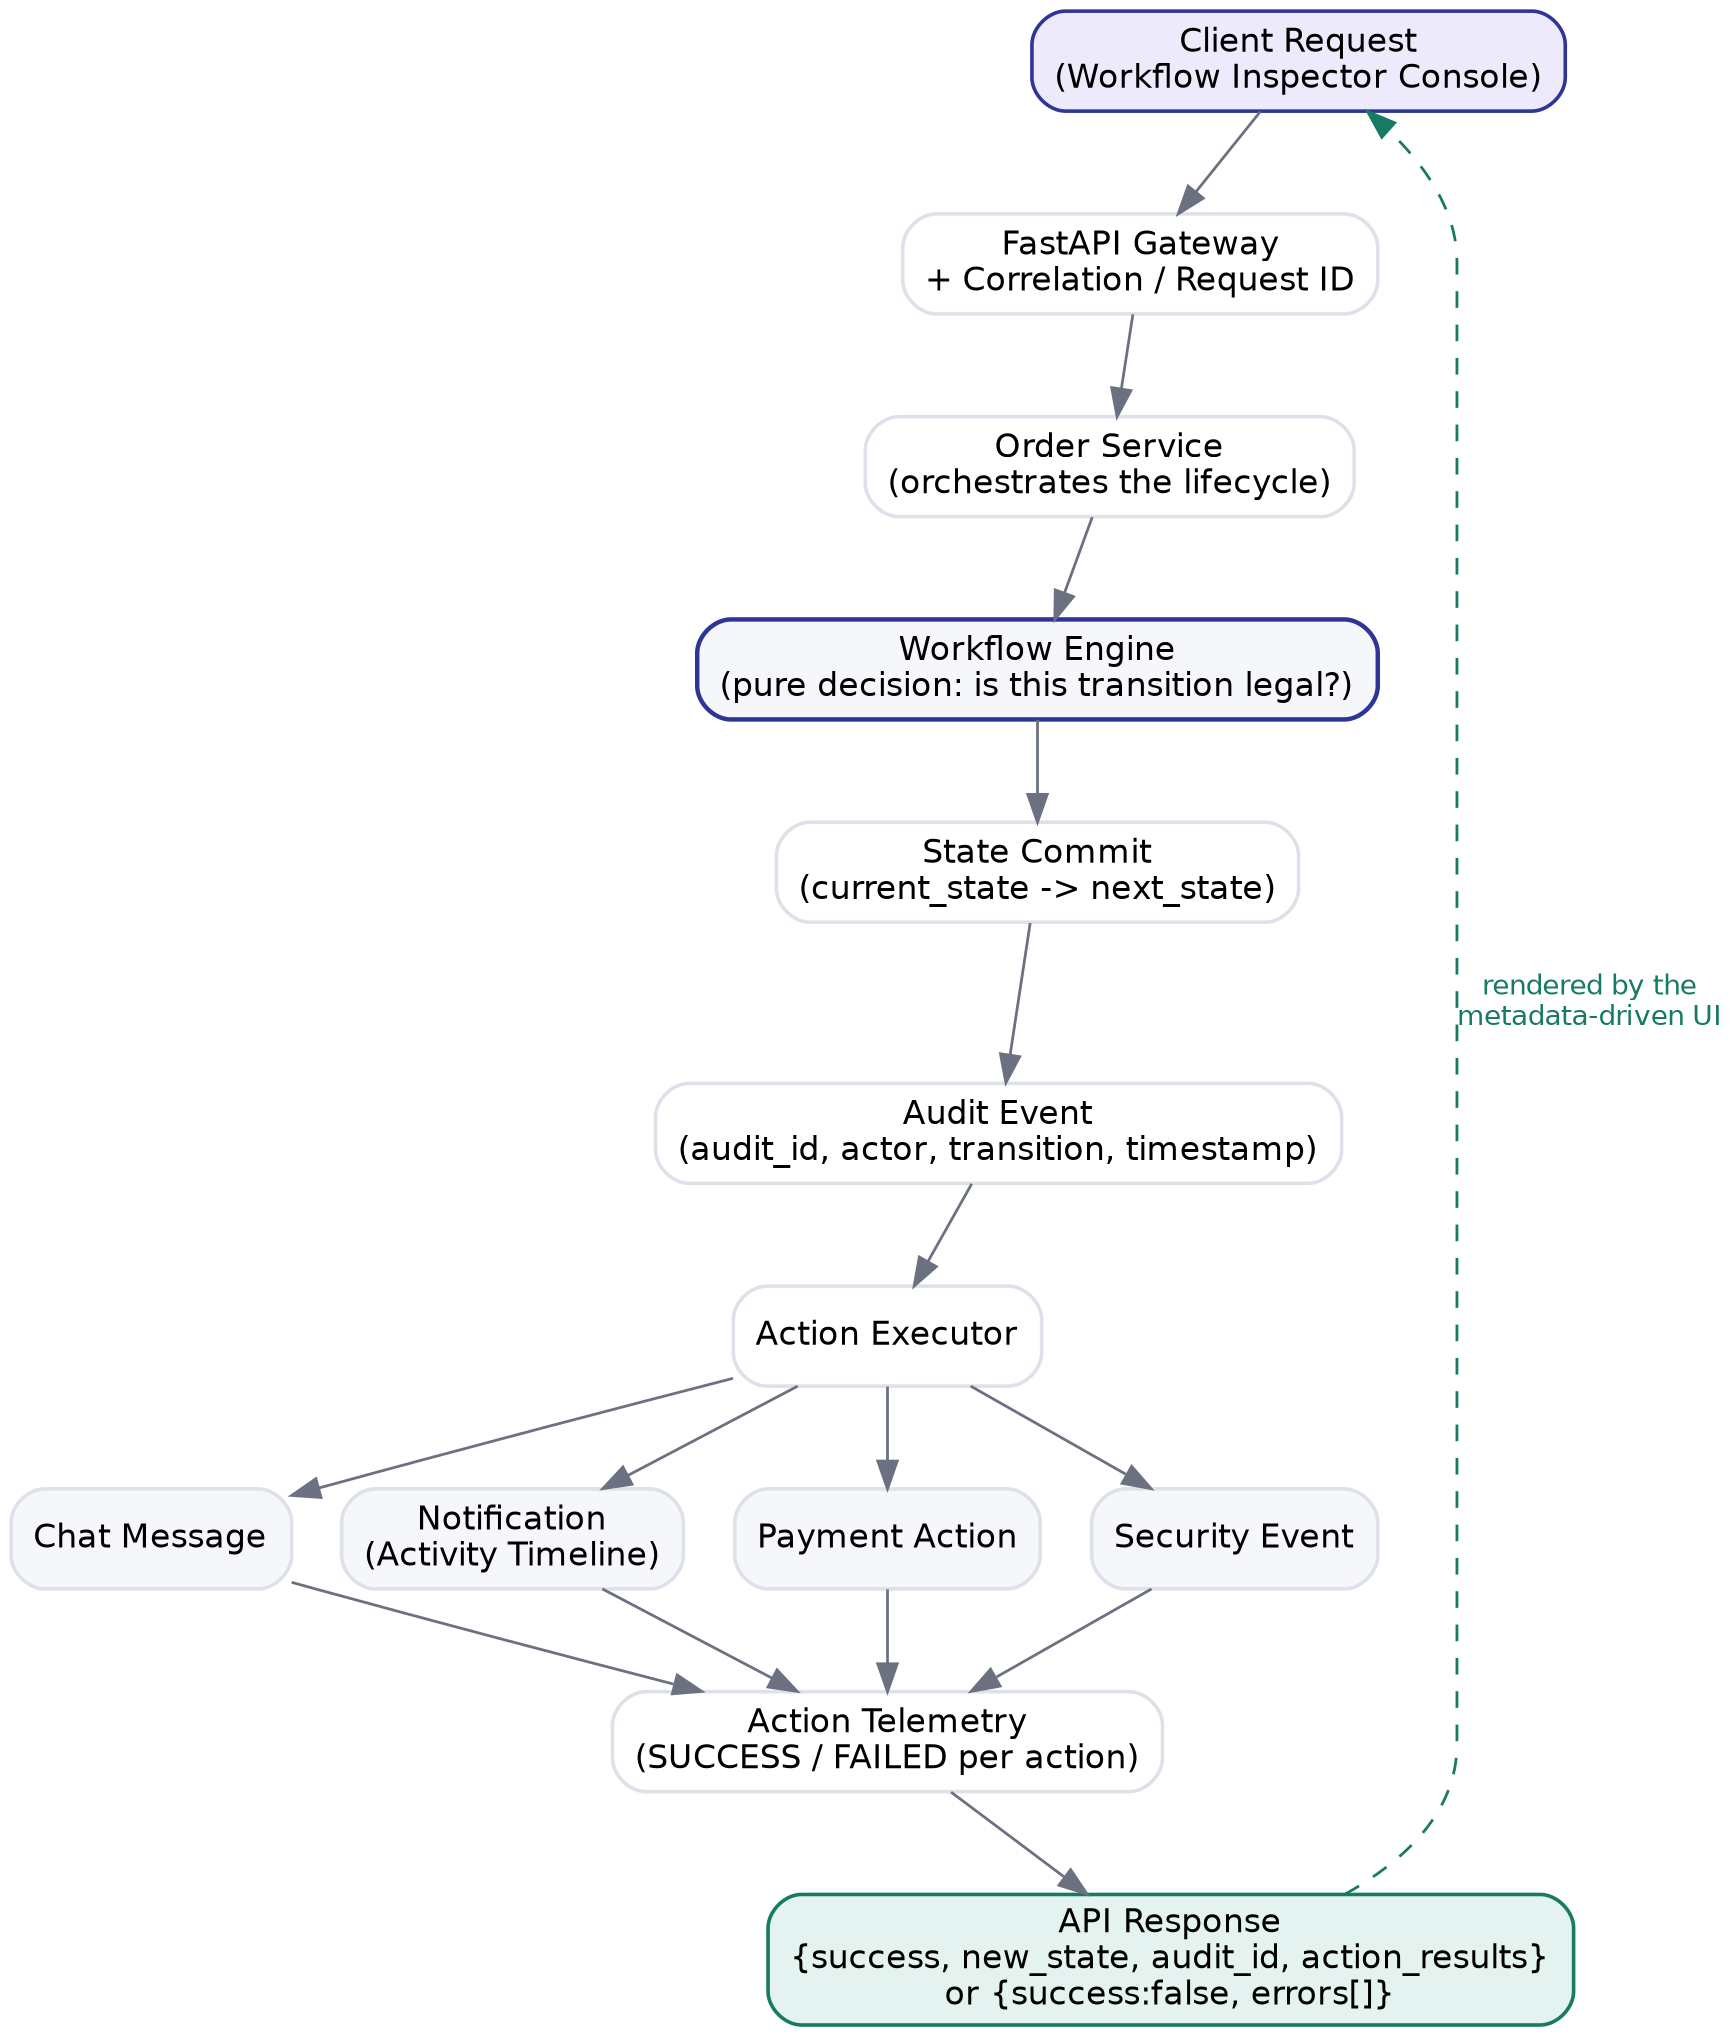 Client Request
(Workflow Inspector Console)
FastAPI Gateway
+ Correlation / Request ID
Order Service
(orchestrates the lifecycle)
Workflow Engine
(pure decision: is this transition legal?)
State Commit
(current_state -> next_state)
rendered by the
metadata-driven UI
Audit Event
(audit_id, actor, transition, timestamp)
Action Executor
Chat Message
Notification
(Activity Timeline)
Payment Action
Security Event
Action Telemetry
(SUCCESS / FAILED per action)
API Response
{success, new_state, audit_id, action_results}
or {success:false, errors[]}